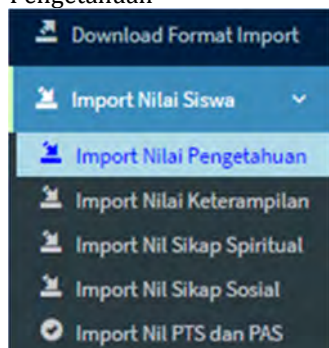 Pengetahuan
Download Format Import
Import Nilai Siswa
Import Nilai Pengetahuan
Import Nilai Keterampilan
Import Nil Sikap Spiritual
Import Nil Sikap Sosial
Import Nil PTS dan PAS